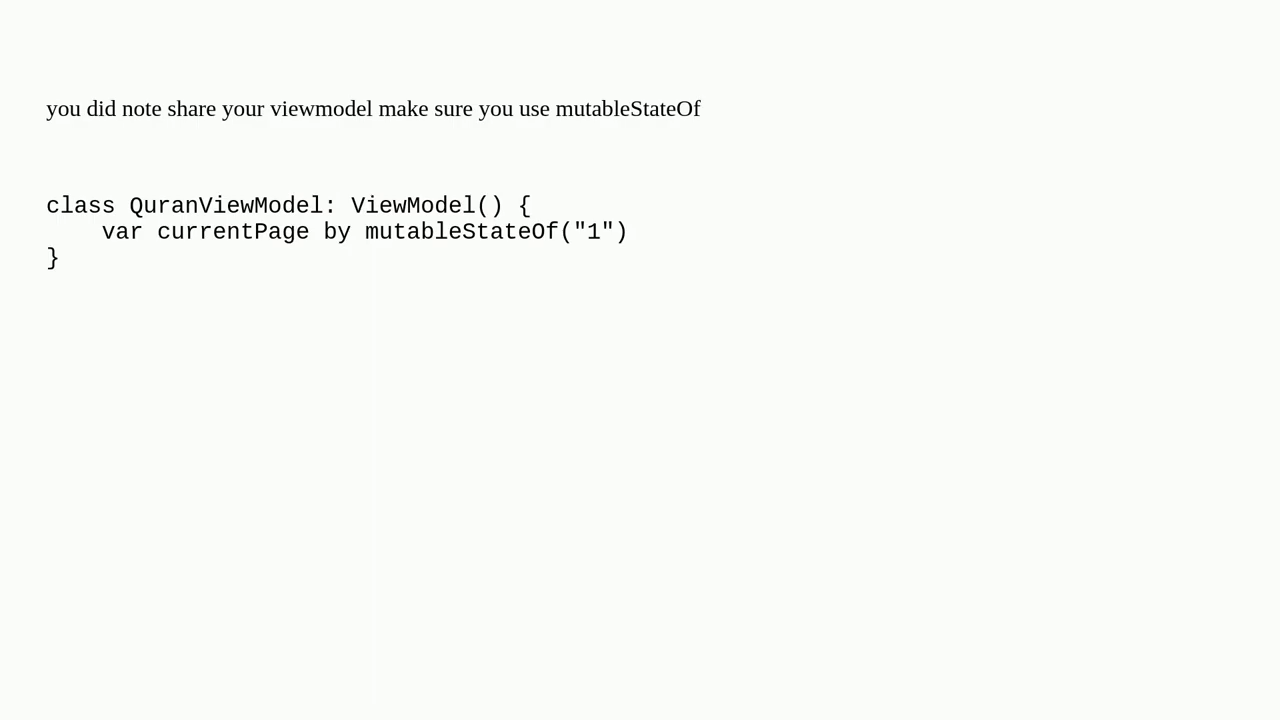 you did note share your viewmodel make sure you use mutableStateOf
class QuranViewModel: ViewModel() {
    var currentPage by mutableStateOf("1")
}